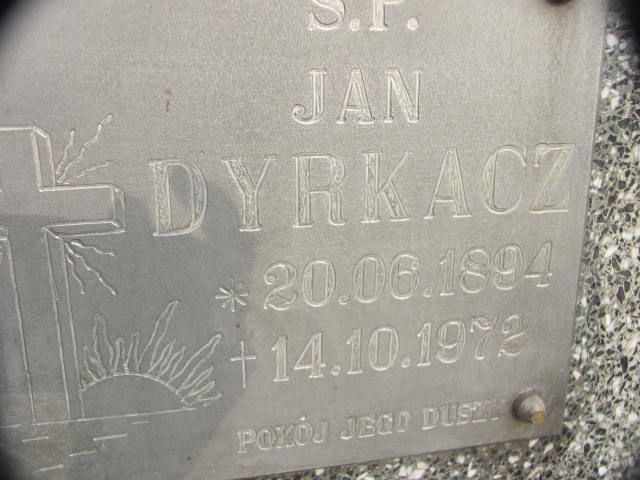 Ś.P.
JAN
DYRKACZ
* 20.06.1894
+ 14.10.1972
POKÓJ JEGO DUSZY